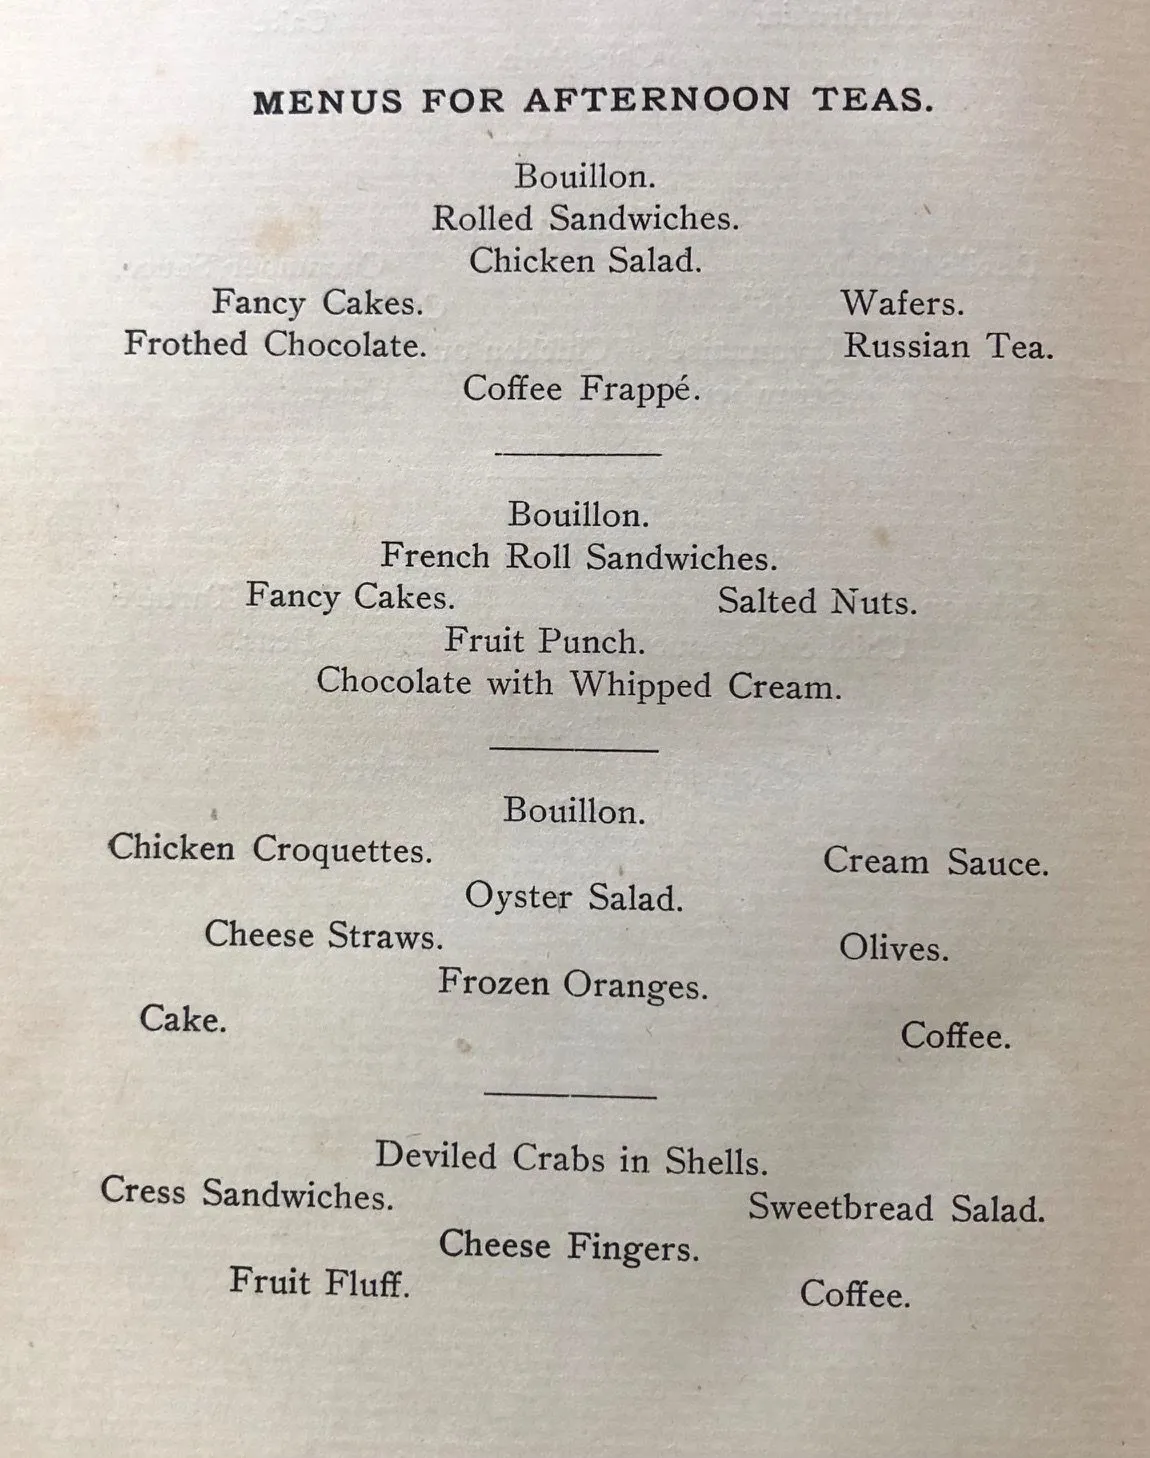 MENUS FOR AFTERNOON TEAS.
Bouillon.
Rolled Sandwiches.
Chicken Salad.
Fancy Cakes. Wafers.
Frothed Chocolate. Russian Tea.
Coffee Frappé.
Bouillon.
French Roll Sandwiches.
Fancy Cakes. Salted Nuts.
Fruit Punch.
Chocolate with Whipped Cream.
Bouillon.
Chicken Croquettes. Cream Sauce.
Oyster Salad.
Cheese Straws. Olives.
Frozen Oranges.
Cake. Coffee.
Deviled Crabs in Shells.
Cress Sandwiches. Sweetbread Salad.
Cheese Fingers.
Fruit Fluff. Coffee.